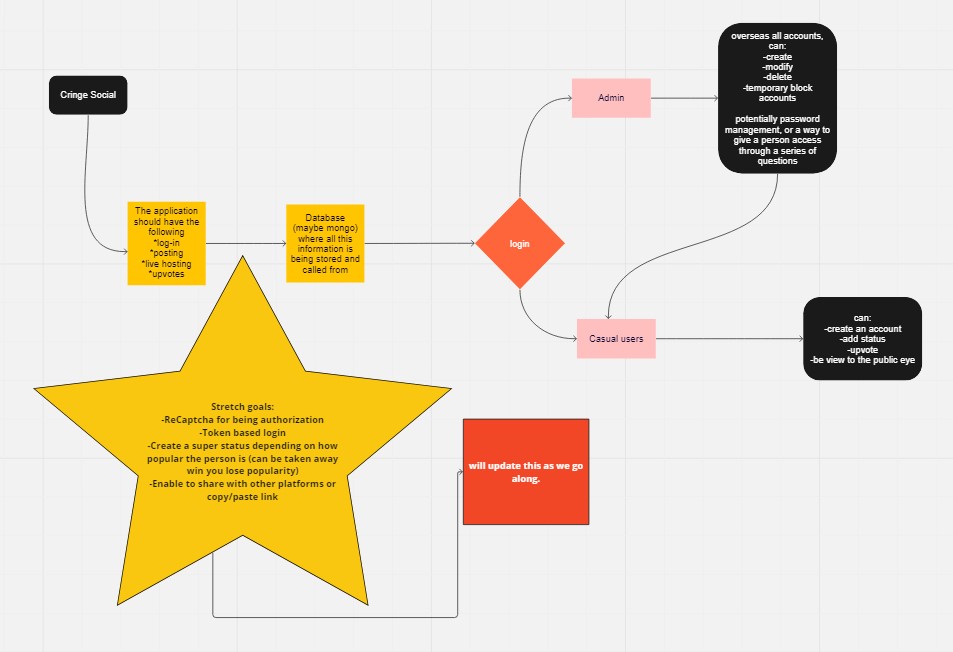 Cringe Social
The application
should have the
following
*log-in
*posting
*live hosting
*upvotes
Database
(maybe mongo)
where all this
information is
being stored and
called from
login
Admin
overseas all accounts,
can:
-create
-modify
-delete
-temporary block
accounts
potentially password
management, or a way to
give a person access
through a series of
questions
Casual users
can:
-create an account
-add status
-upvote
-be view to the public eye
Stretch goals:
-ReCaptcha for being authorization
-Token based login
-Create a super status depending on how
popular the person is (can be taken away
win you lose popularity)
-Enable to share with other platforms or
copy/paste link
will update this as we go
along.